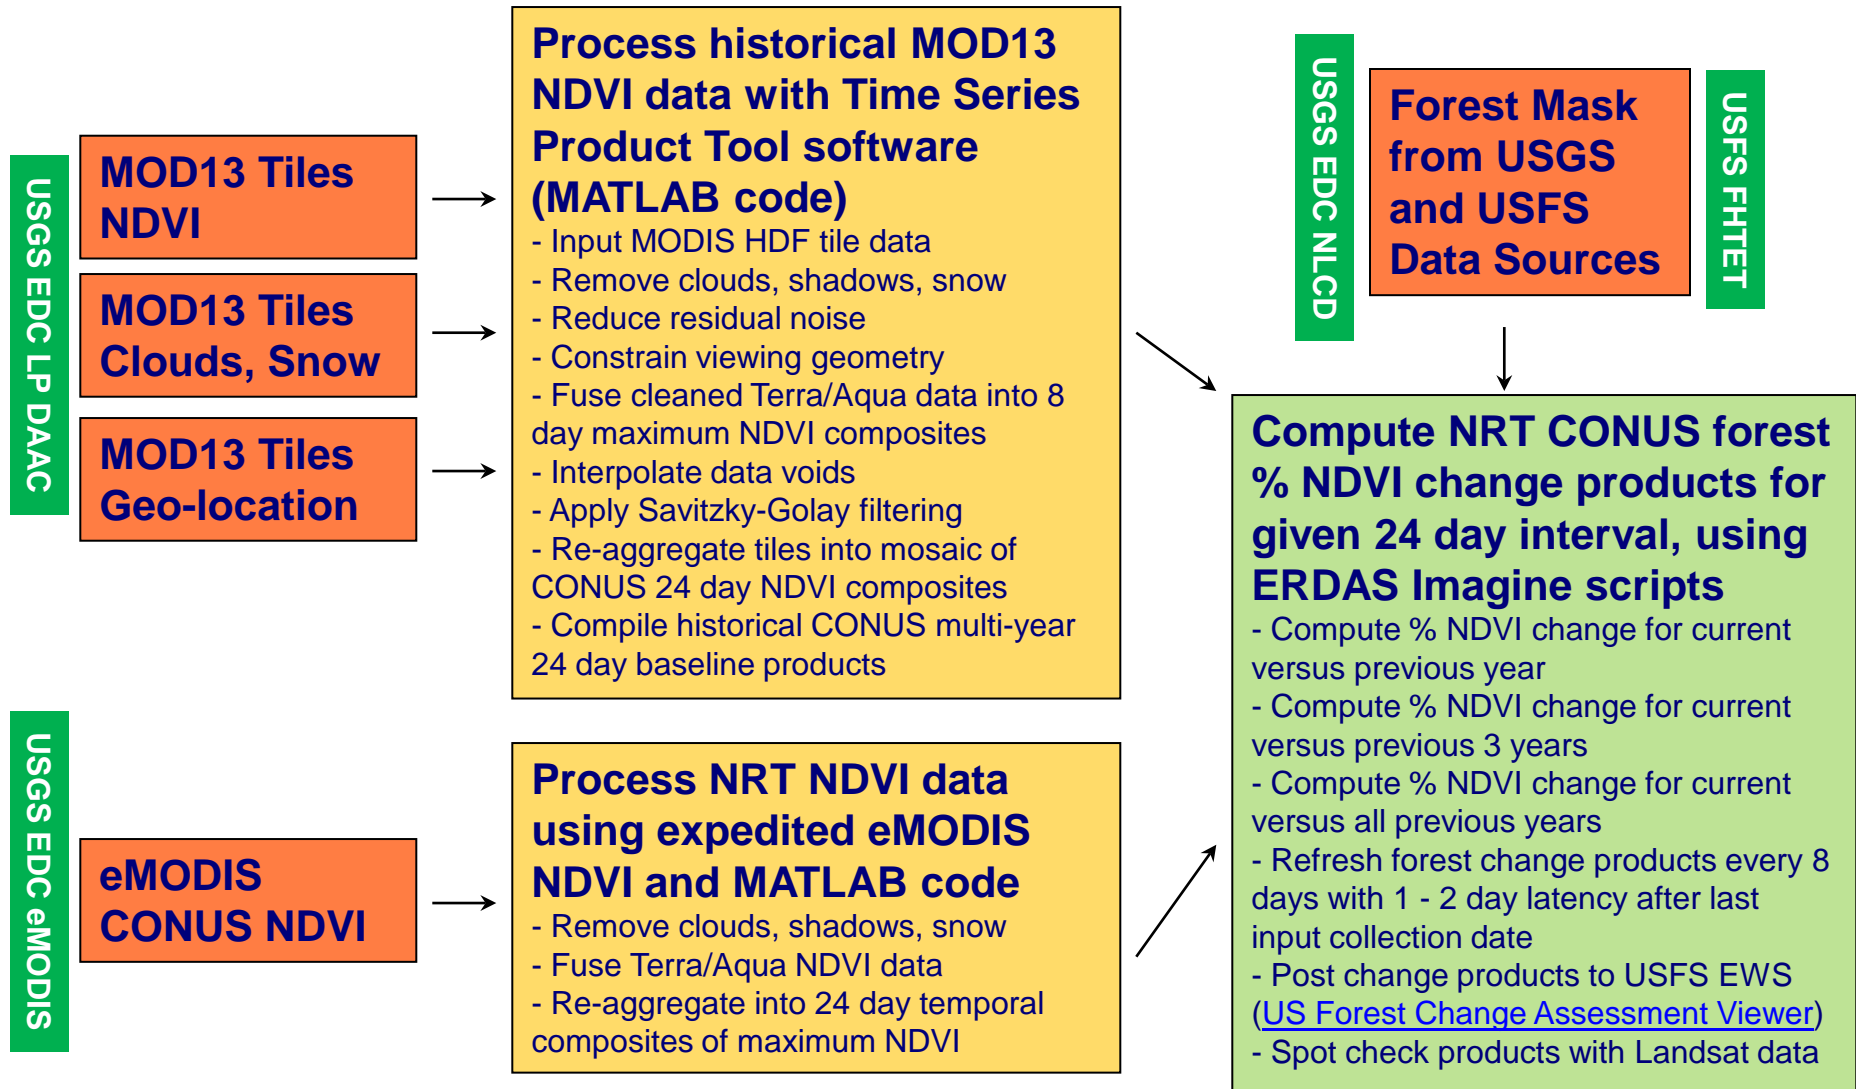 USGS EDC LP DAAC
MOD13 Tiles
NDVI
MOD13 Tiles
Clouds, Snow
MOD13 Tiles
Geo-location
Process historical MOD13
NDVI data with Time Series
Product Tool software
(MATLAB code)
- Input MODIS HDF tile data
- Remove clouds, shadows, snow
- Reduce residual noise
- Constrain viewing geometry
- Fuse cleaned Terra/Aqua data into 8
day maximum NDVI composites
- Interpolate data voids
- Apply Savitzky-Golay filtering
- Re-aggregate tiles into mosaic of
CONUS 24 day NDVI composites
- Compile historical CONUS multi-year
24 day baseline products
USGS EDC eMODIS
eMODIS
CONUS NDVI
Process NRT NDVI data
using expedited eMODIS
NDVI and MATLAB code
- Remove clouds, shadows, snow
- Fuse Terra/Aqua NDVI data
- Re-aggregate into 24 day temporal
composites of maximum NDVI
USGS EDC NLCD
Forest Mask
from USGS
and USFS
Data Sources
USFS FHTET
Compute NRT CONUS forest
% NDVI change products for
given 24 day interval, using
ERDAS Imagine scripts
- Compute % NDVI change for current
versus previous year
- Compute % NDVI change for current
versus previous 3 years
- Compute % NDVI change for current
versus all previous years
- Refresh forest change products every 8
days with 1 - 2 day latency after last
input collection date
- Post change products to USFS EWS
(US Forest Change Assessment Viewer)
- Spot check products with Landsat data